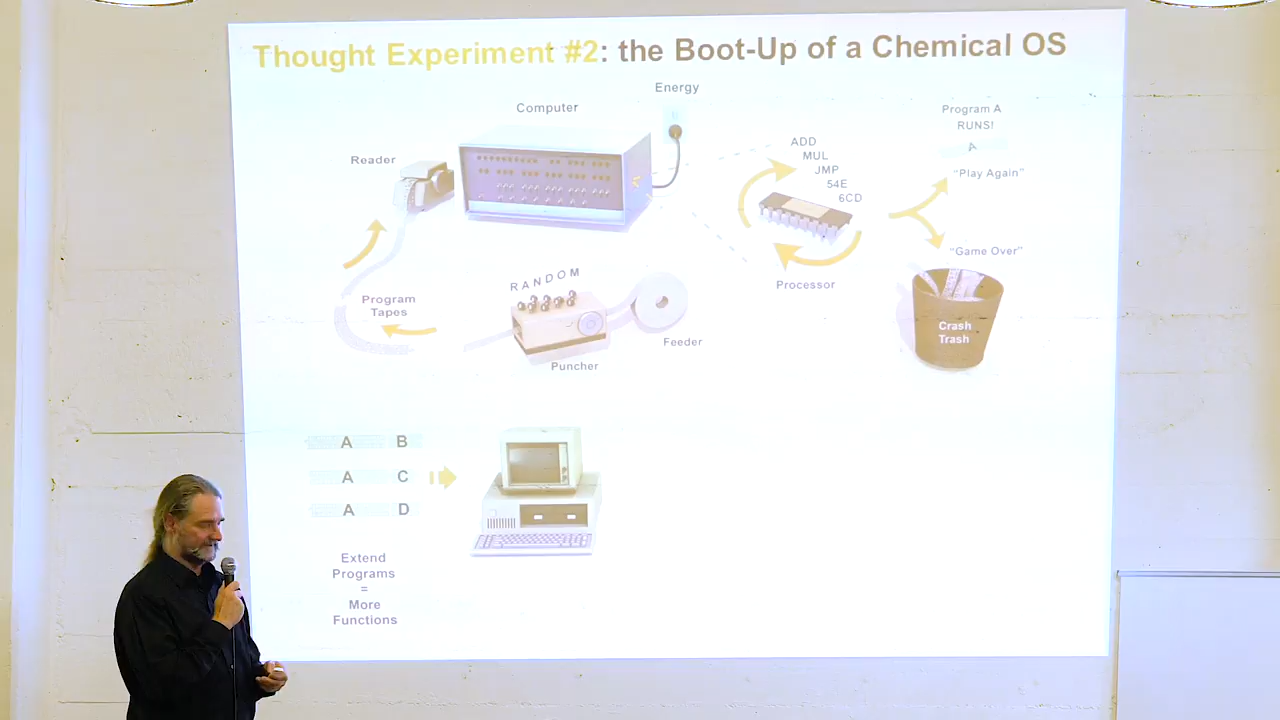 Thought Experiment #2: the Boot-Up of a Chemical OS
Energy
Computer
Reader
Program
Tapes
RANDOM
Puncher
Feeder
ADD
MUL
JMP
54E
6CD
Processor
Program A
RUNS!
A
“Play Again”
“Game Over”
Crash
Trash
A B
A C
A D
Extend
Programs
=
More
Functions